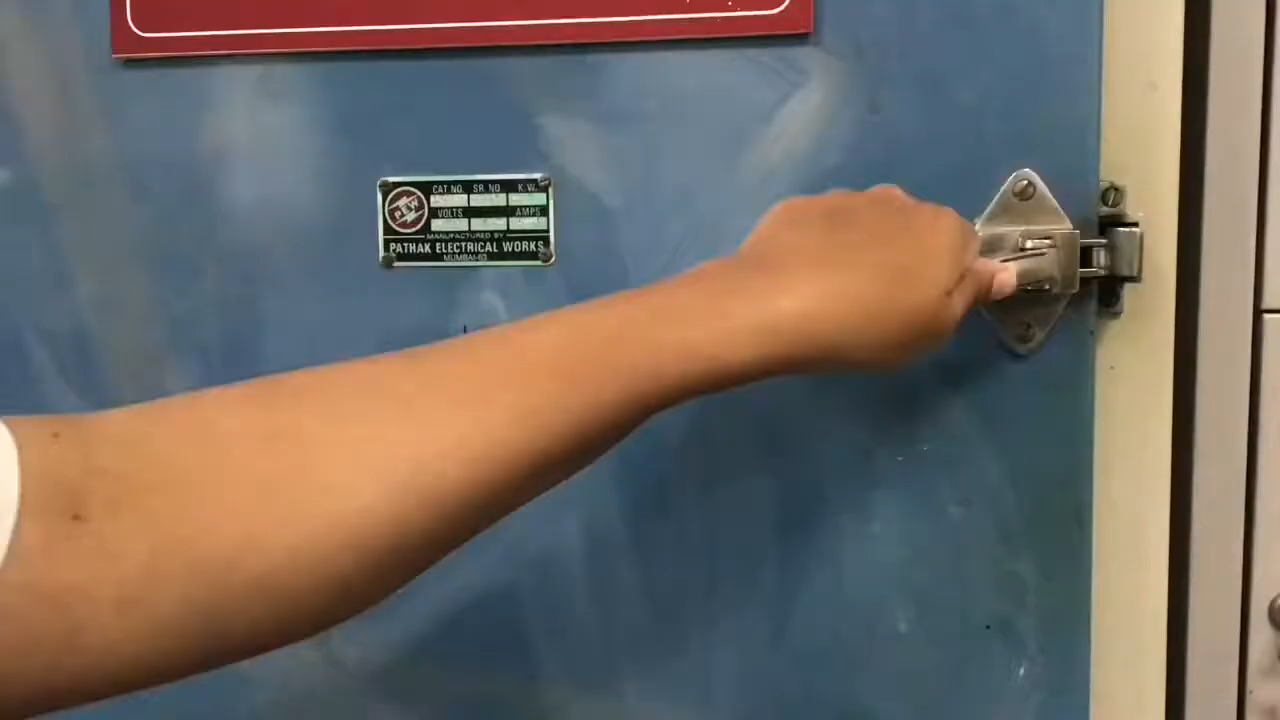 CAT NO. SR. NO. K.W.
PEW
VOLTS AMPS
MANUFACTURED BY
PATHAK ELECTRICAL WORKS
MUMBAI-63